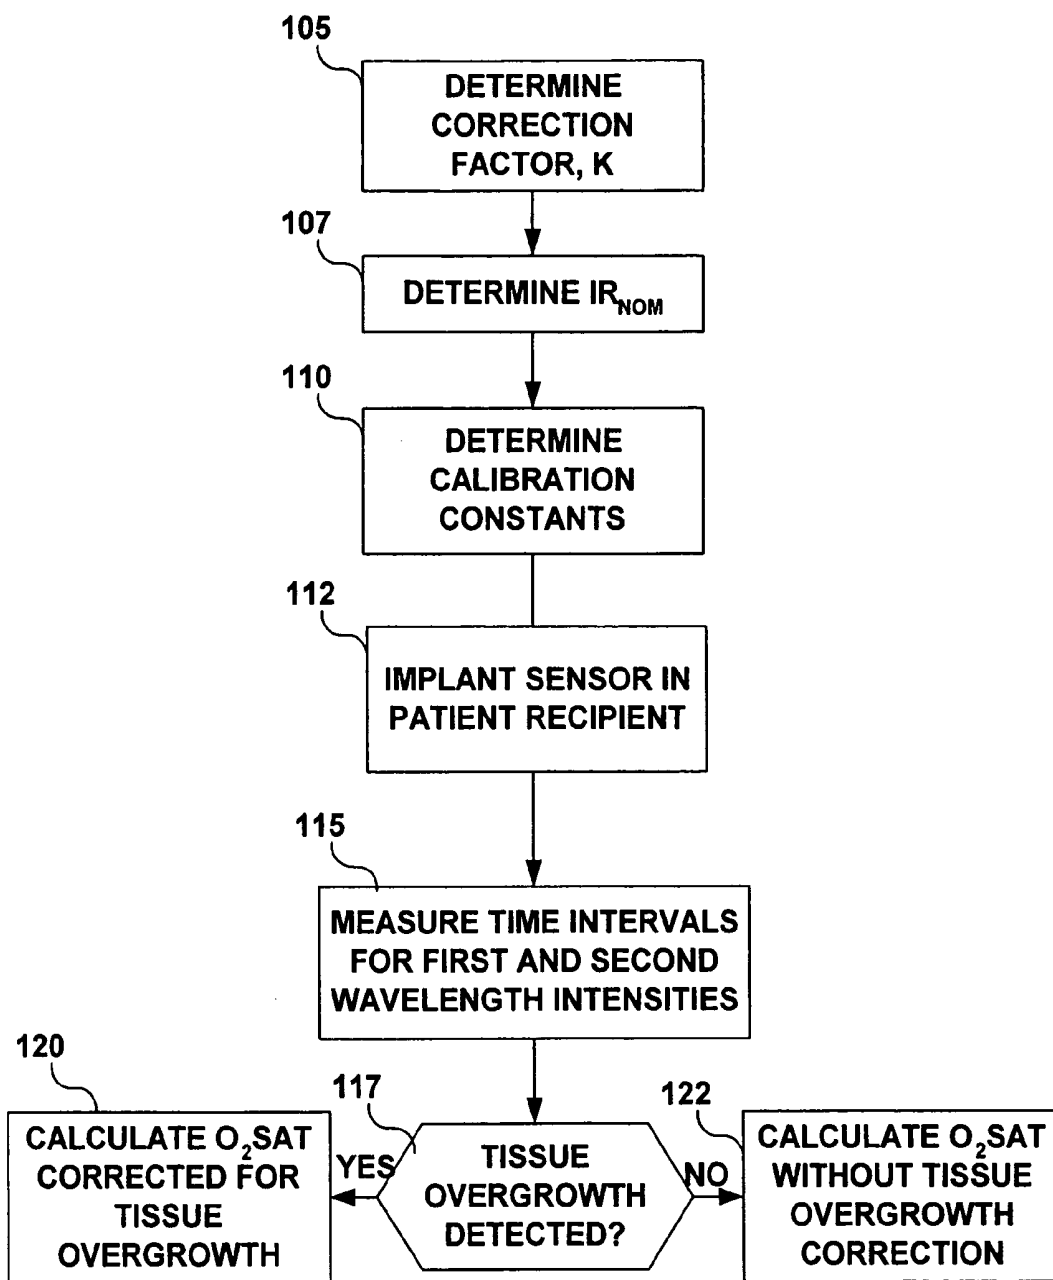 105
DETERMINE
CORRECTION
FACTOR, K
107
DETERMINE IR_NOM
110
DETERMINE
CALIBRATION
CONSTANTS
112
IMPLANT SENSOR IN
PATIENT RECIPIENT
115
MEASURE TIME INTERVALS
FOR FIRST AND SECOND
WAVELENGTH INTENSITIES
117
TISSUE
OVERGROWTH
DETECTED?
YES
NO
120
CALCULATE O₂SAT
CORRECTED FOR
TISSUE
OVERGROWTH
122
CALCULATE O₂SAT
WITHOUT TISSUE
OVERGROWTH
CORRECTION